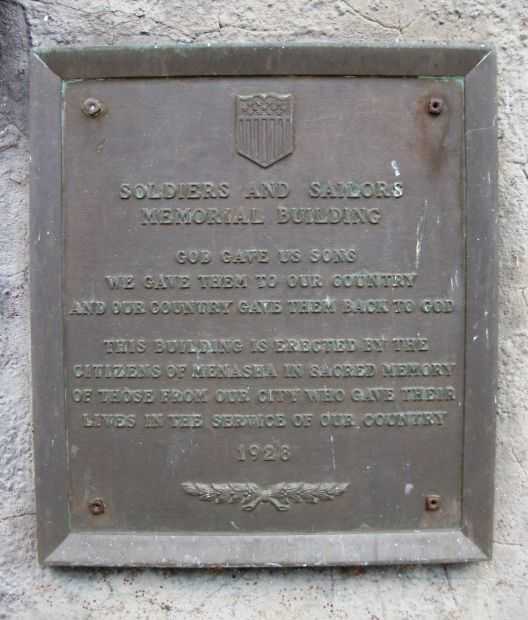 SOLDIERS AND SAILORS
MEMORIAL BUILDING
GOD GAVE US SONS
WE GAVE THEM TO OUR COUNTRY
AND OUR COUNTRY GAVE THEM BACK TO GOD
THIS BUILDING IS ERECTED BY THE
CITIZENS OF MENASHA IN SACRED MEMORY
OF THOSE FROM OUR CITY WHO GAVE THEIR
LIVES IN THE SERVICE OF OUR COUNTRY
1928